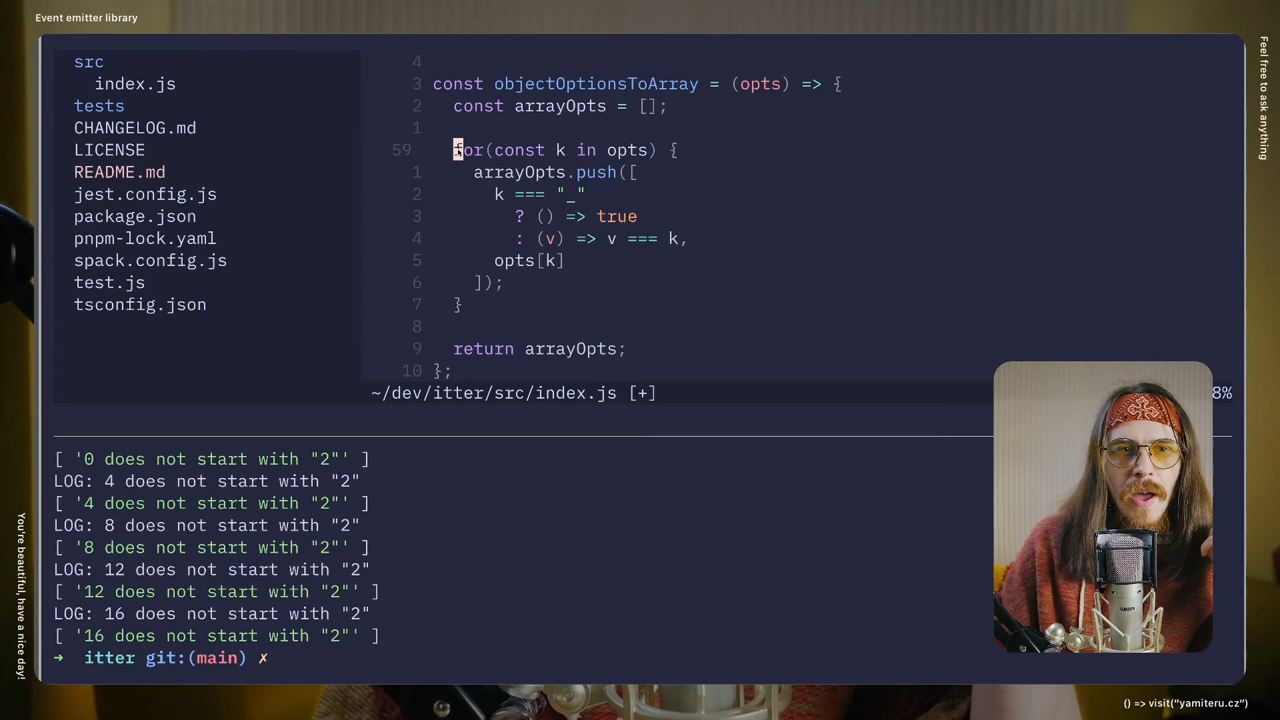 Event emitter library
Feel free to ask anything
src
index.js
tests
CHANGELOG.md
LICENSE
README.md
jest.config.js
package.json
pnpm-lock.yaml
spack.config.js
test.js
tsconfig.json
4
3 const objectOptionsToArray = (opts) => {
2 const arrayOpts = [];
1
59 for(const k in opts) {
1 arrayOpts.push([
2 k === "_"
3 ? () => true
4 : (v) => v === k,
5 opts[k]
6 ]);
7 }
8
9 return arrayOpts;
10 };
~/dev/itter/src/index.js [+] 8%
[ '0 does not start with "2"' ]
LOG: 4 does not start with "2"
[ '4 does not start with "2"' ]
LOG: 8 does not start with "2"
[ '8 does not start with "2"' ]
LOG: 12 does not start with "2"
[ '12 does not start with "2"' ]
LOG: 16 does not start with "2"
[ '16 does not start with "2"' ]
➜ itter git:(main) ✗
You're beautiful, have a nice day!
() => visit("yamiteru.cz")